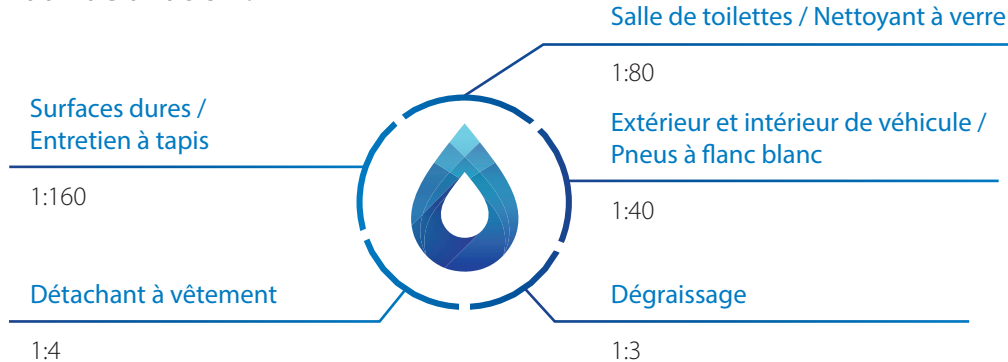 Salle de toilettes / Nettoyant à verre
1:80
Surfaces dures /
Entretien à tapis
1:160
Extérieur et intérieur de véhicule /
Pneus à flanc blanc
1:40
Détachant à vêtement
1:4
Dégraissage
1:3